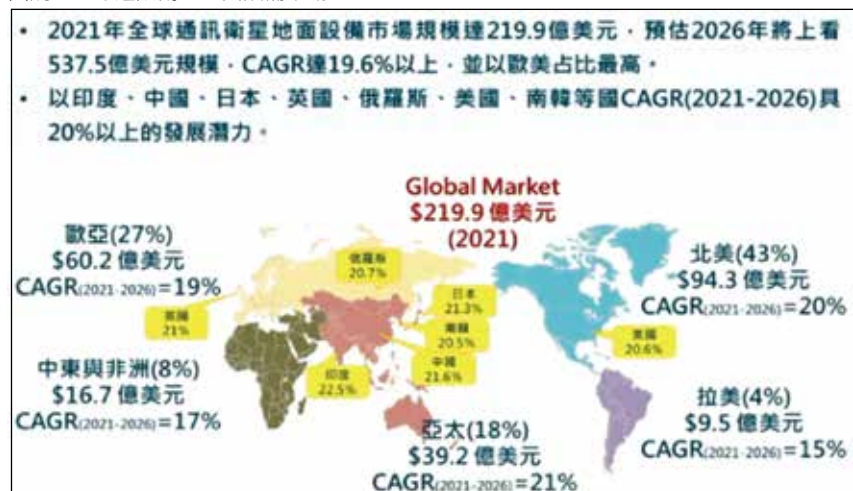 • 2021年全球通訊衛星地面設備市場規模達219.9億美元，預估2026年將上看
537.5億美元規模，CAGR達19.6%以上，並以歐美占比最高。
• 以印度、中國、日本、英國、俄羅斯、美國、南韓等國CAGR(2021-2026)具
20%以上的發展潛力。
Global Market
$219.9 億美元
(2021)
歐亞(27%)
$60.2 億美元
CAGR(2021-2026)=19%
俄羅斯
20.7%
北美(43%)
$94.3 億美元
CAGR(2021-2026)=20%
英國
21%
日本
21.3%
南韓
20.5%
中國
21.6%
印度
22.5%
美國
20.6%
中東與非洲(8%)
$16.7 億美元
CAGR(2021-2026)=17%
亞太(18%)
$39.2 億美元
CAGR(2021-2026)=21%
拉美(4%)
$9.5 億美元
CAGR(2021-2026)=15%